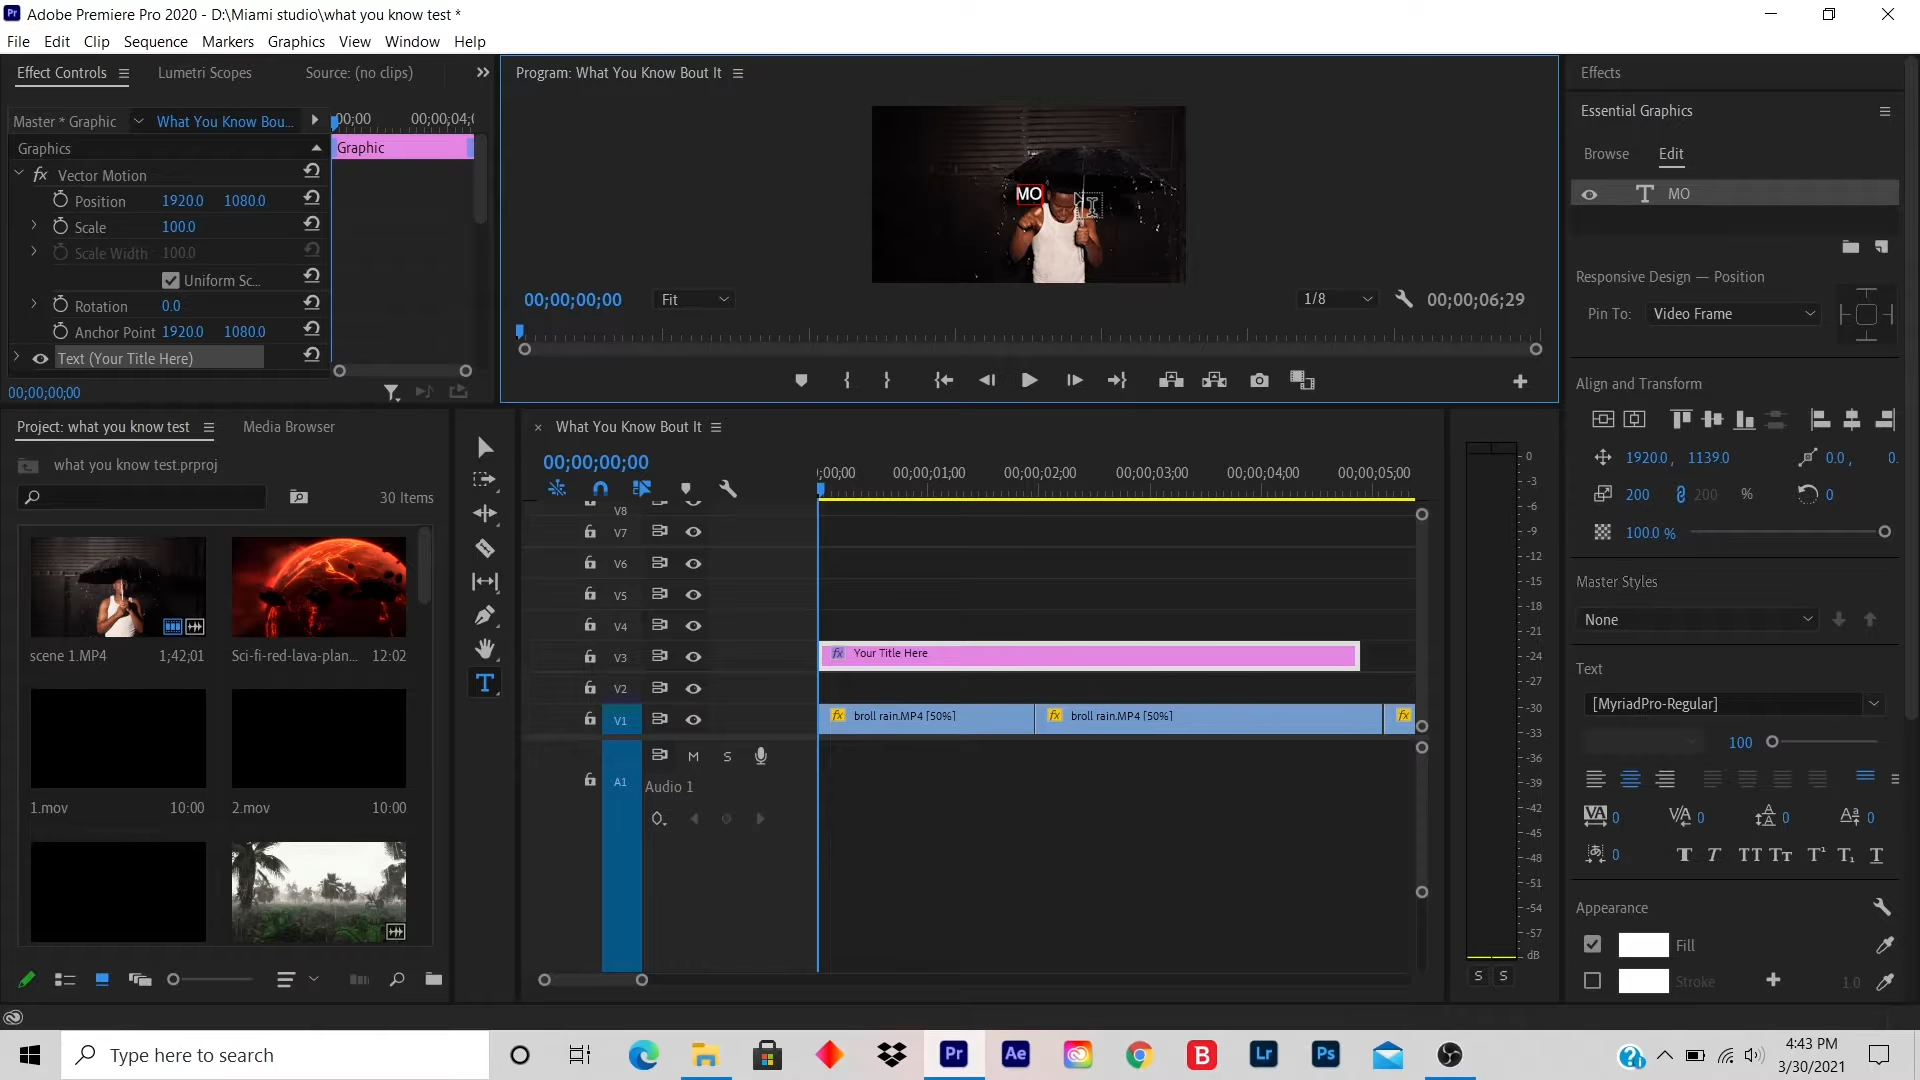 Adobe Premiere Pro 2020 - D:\Miami studio\what you know test *
File Edit Clip Sequence Markers Graphics View Window Help
Effect Controls Lumetri Scopes Source: (no clips)
Master * Graphic What You Know Bou...
00;00 00;00;04;0
Graphics
Graphic
fx Vector Motion
Position 1920.0 1080.0
Scale 100.0
Scale Width 100.0
Uniform Sc...
Rotation 0.0
Anchor Point 1920.0 1080.0
Text (Your Title Here)
00;00;00;00
Program: What You Know Bout It
MO
00;00;00;00 Fit 1/8 00;00;06;29
Project: what you know test Media Browser
what you know test.prproj
30 Items
scene 1.MP4 1;42;01
Sci-fi-red-lava-plan... 12:02
1.mov 10:00
2.mov 10:00
× What You Know Bout It
00;00;00;00
;00;00 00;00;01;00 00;00;02;00 00;00;03;00 00;00;04;00 00;00;05;00
V8
V7
V6
V5
V4
V3 fx Your Title Here
V2
V1 fx broll rain.MP4 [50%] fx broll rain.MP4 [50%] fx
M S
A1 Audio 1
0
-3
-6
-9
-12
-15
-18
-21
-24
-27
-30
-33
-36
-39
-42
-45
-48
-51
-54
-57
dB
S S
Effects
Essential Graphics
Browse Edit
T MO
Responsive Design — Position
Pin To: Video Frame
Align and Transform
1920.0 , 1139.0 0.0 , 0.
200 200 % 0
100.0 %
Master Styles
None
Text
[MyriadPro-Regular]
100
0 0 0 0
0
T T TT Tt T¹ T₁ T
Appearance
Fill
Stroke 1.0
Type here to search
Pr Ae B Lr Ps
4:43 PM
3/30/2021